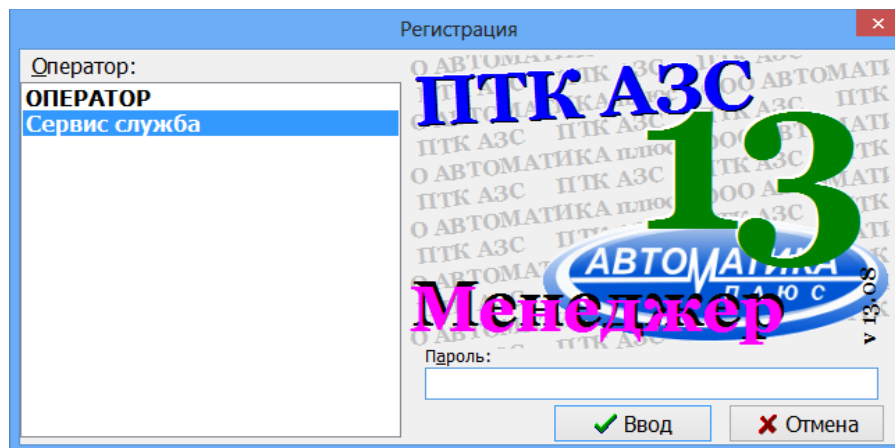 Регистрация
Оператор:
ОПЕРАТОР
Сервис служба
ПТК АЗС
13
АВТОМАТИКА
ПЛЮС
Менеджер
v 13.08
Пароль:
Ввод
Отмена